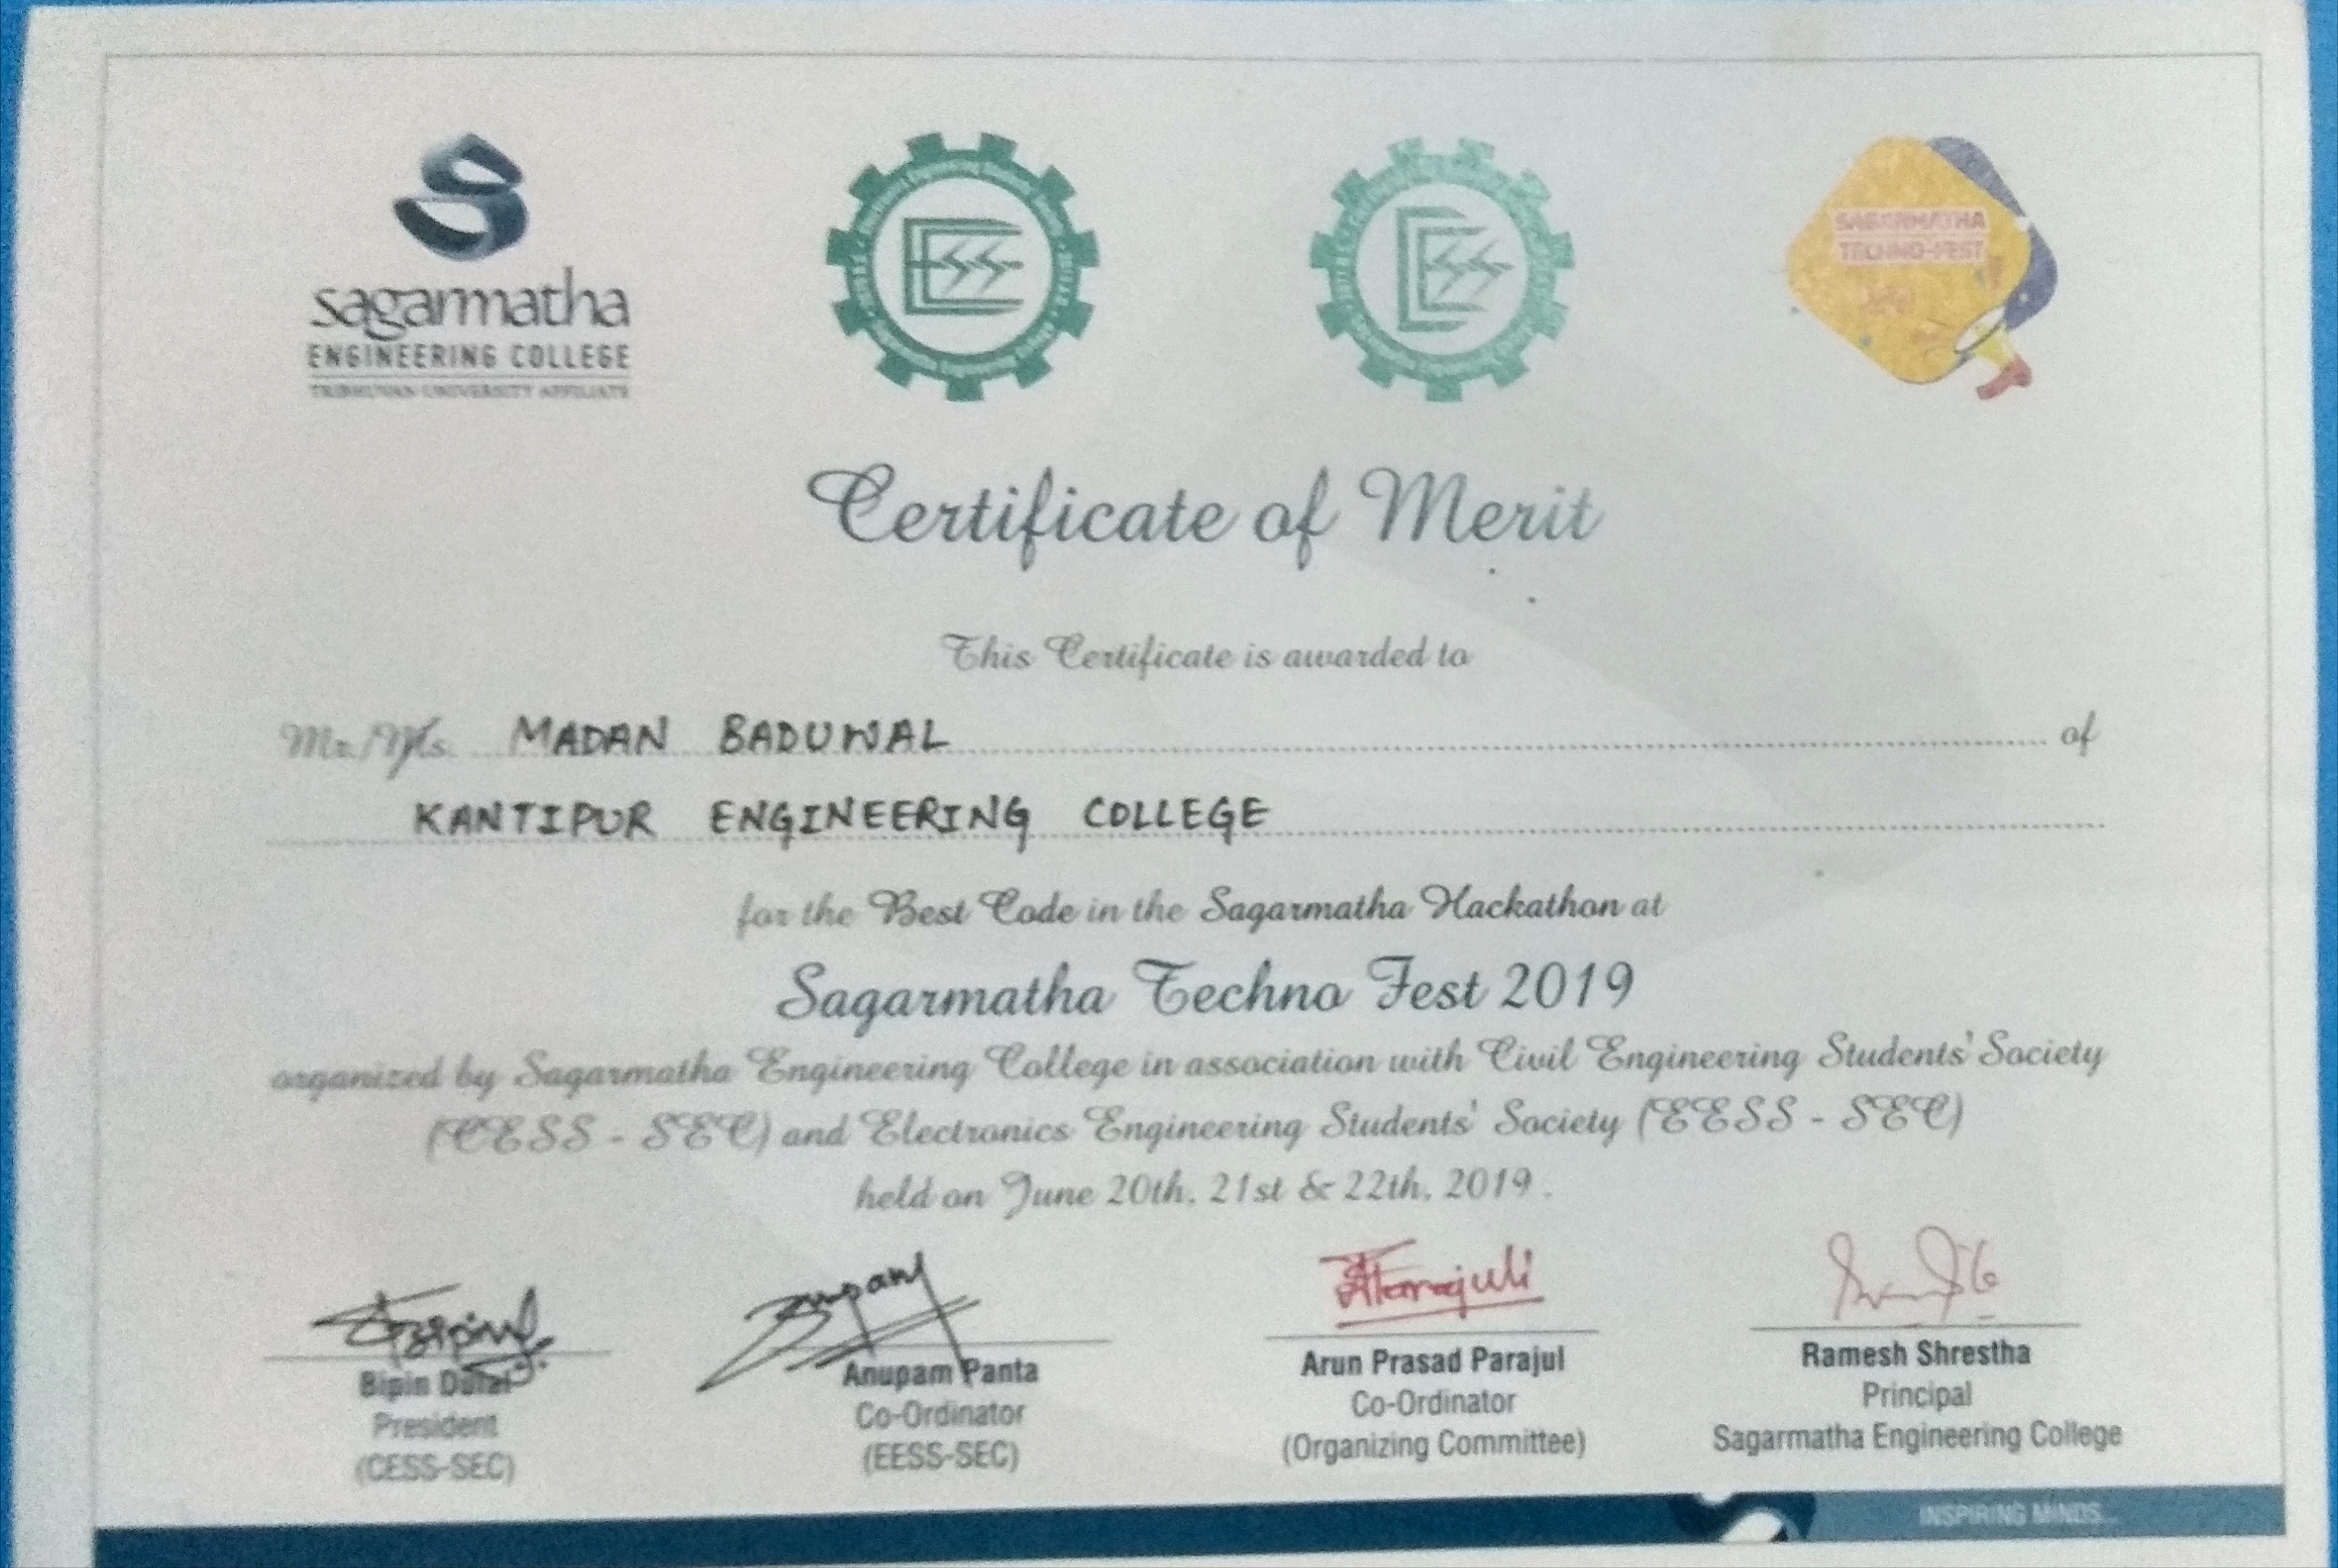 sagarmatha
ENGINEERING COLLEGE
TRIBHUVAN UNIVERSITY AFFILIATE
SAGARMATHA
TECHNO-FEST
Certificate of Merit
This Certificate is awarded to
Mr./Ms. MADAN BADUWAL of
KANTIPUR ENGINEERING COLLEGE
for the Best Code in the Sagarmatha Hackathon at
Sagarmatha Techno Fest 2019
organized by Sagarmatha Engineering College in association with Civil Engineering Students' Society
(CESS - SEC) and Electronics Engineering Students' Society (EESS - SEC)
held on June 20th, 21st & 22th, 2019.
Bipin
President
(CESS-SEC)
Anupam Panta
Co-Ordinator
(EESS-SEC)
Arun Prasad Parajul
Co-Ordinator
(Organizing Committee)
Ramesh Shrestha
Principal
Sagarmatha Engineering College
INSPIRING MINDS...